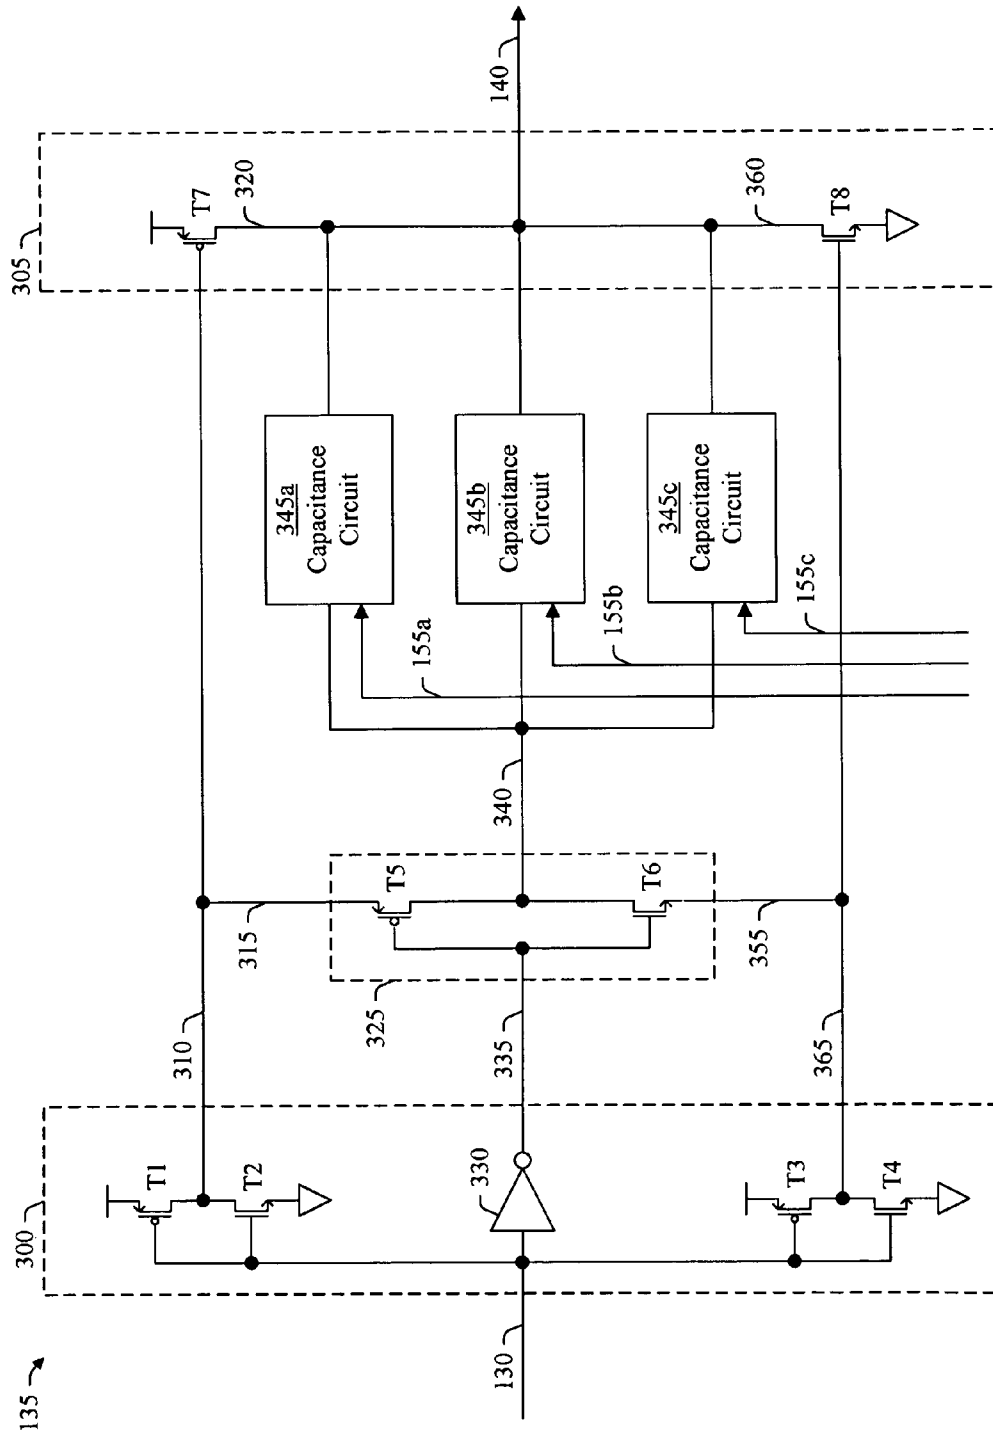 135
300
305
130
T1
T2
310
T7
320
140
315
T5
345a
Capacitance
Circuit
155a
330
335
325
340
345b
Capacitance
Circuit
155b
T6
355
345c
Capacitance
Circuit
155c
360
T8
T3
T4
365